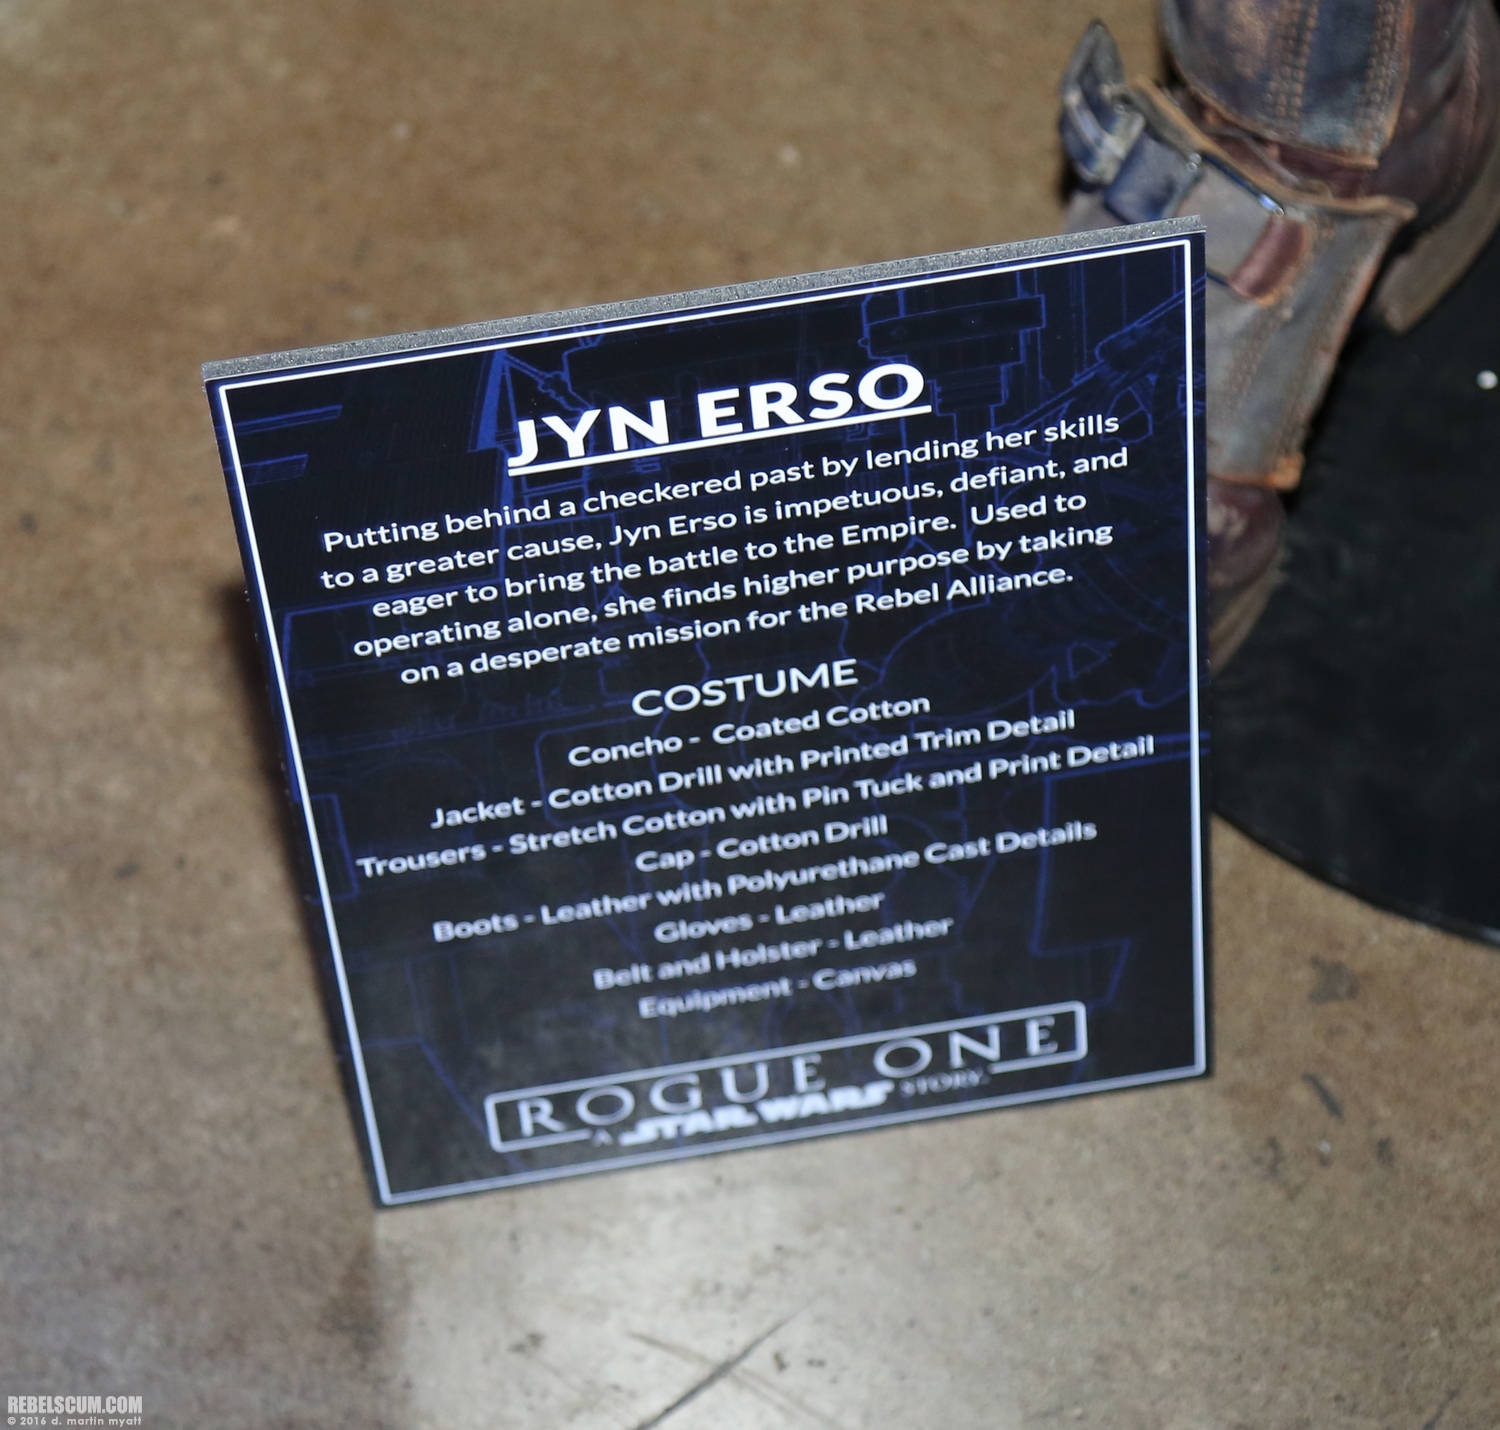 JYN ERSO
Putting behind a checkered past by lending her skills
to a greater cause, Jyn Erso is impetuous, defiant, and
eager to bring the battle to the Empire.  Used to
operating alone, she finds higher purpose by taking
on a desperate mission for the Rebel Alliance.
COSTUME
Concho - Coated Cotton
Jacket - Cotton Drill with Printed Trim Detail
Trousers - Stretch Cotton with Pin Tuck and Print Detail
Cap - Cotton Drill
Boots - Leather with Polyurethane Cast Details
Gloves - Leather
Belt and Holster - Leather
Equipment - Canvas
ROGUE ONE
A STAR WARS STORY
REBELSCUM.COM
© 2016 d. martin myatt